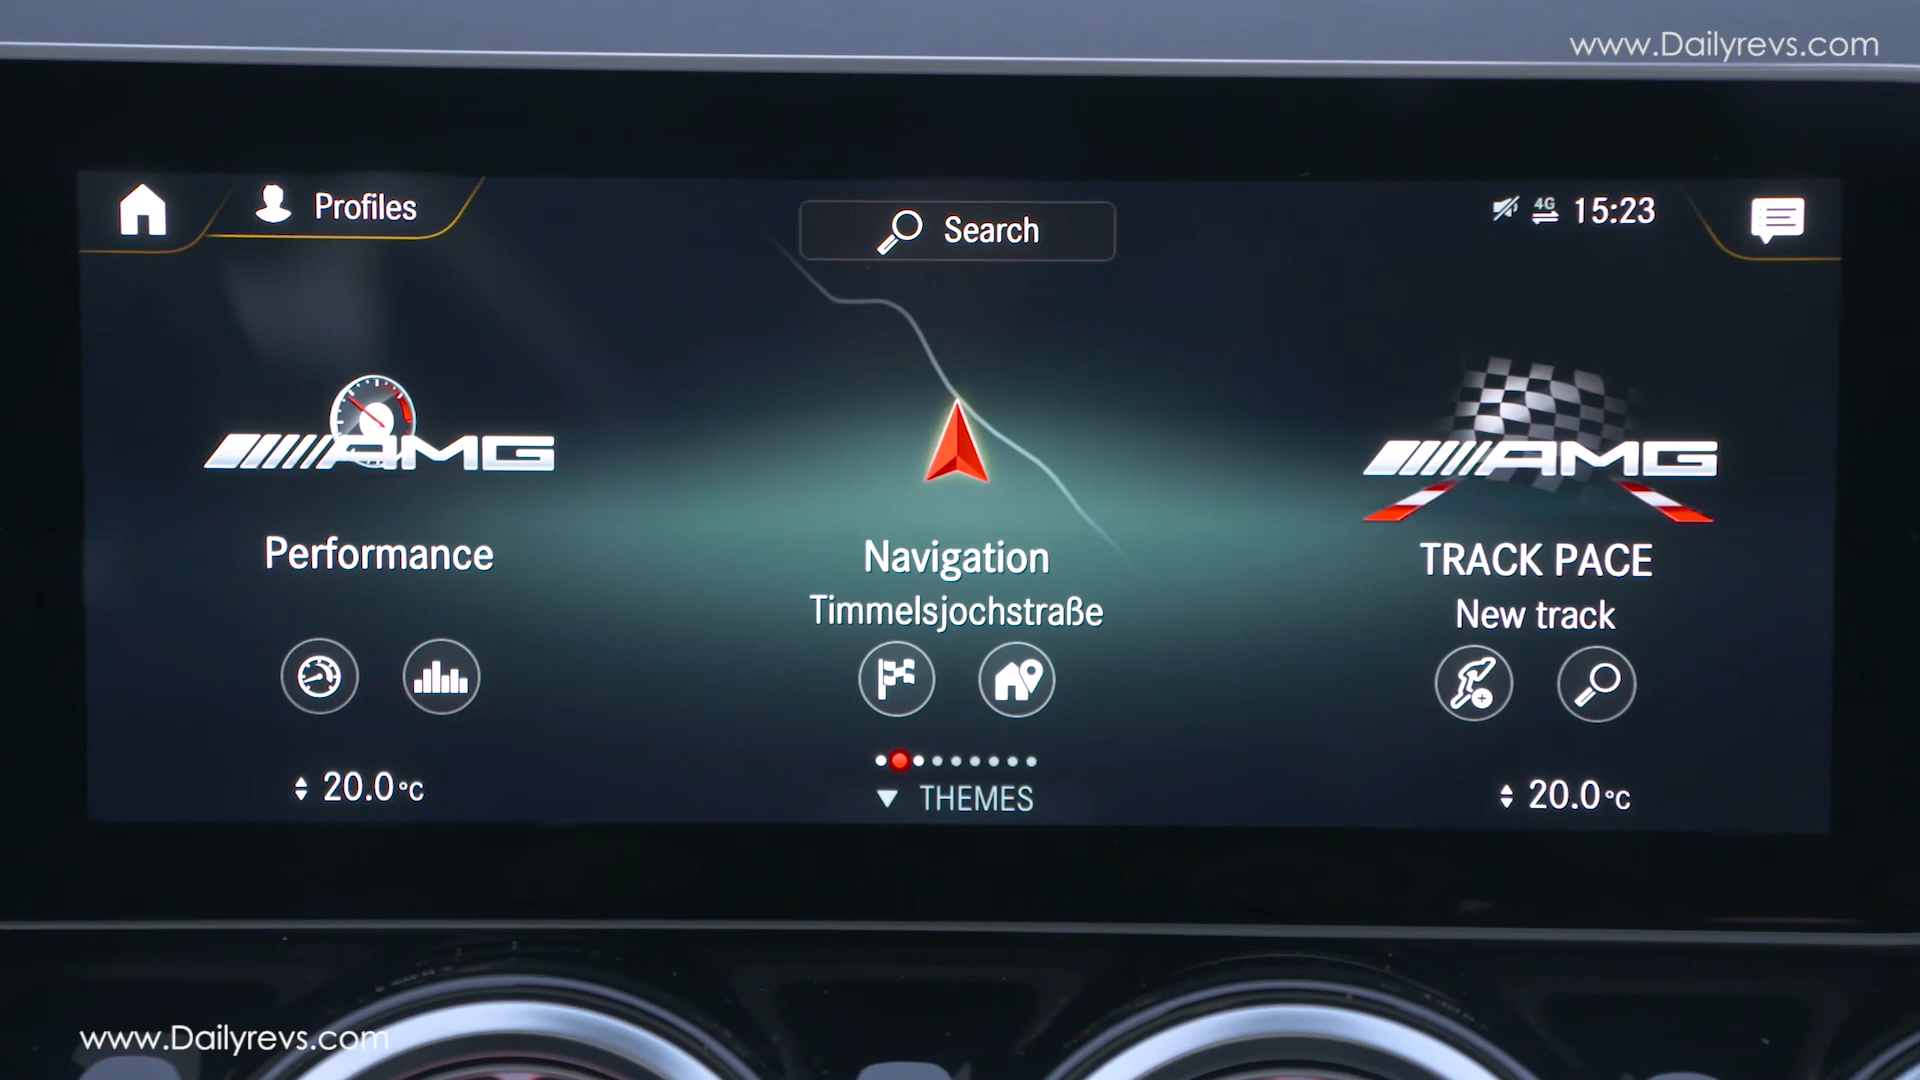 www.Dailyrevs.com
Profiles
Search
4G 15:23
AMG
AMG
Performance
Navigation
TRACK PACE
Timmelsjochstraße
New track
20.0°C
THEMES
20.0°C
www.Dailyrevs.com